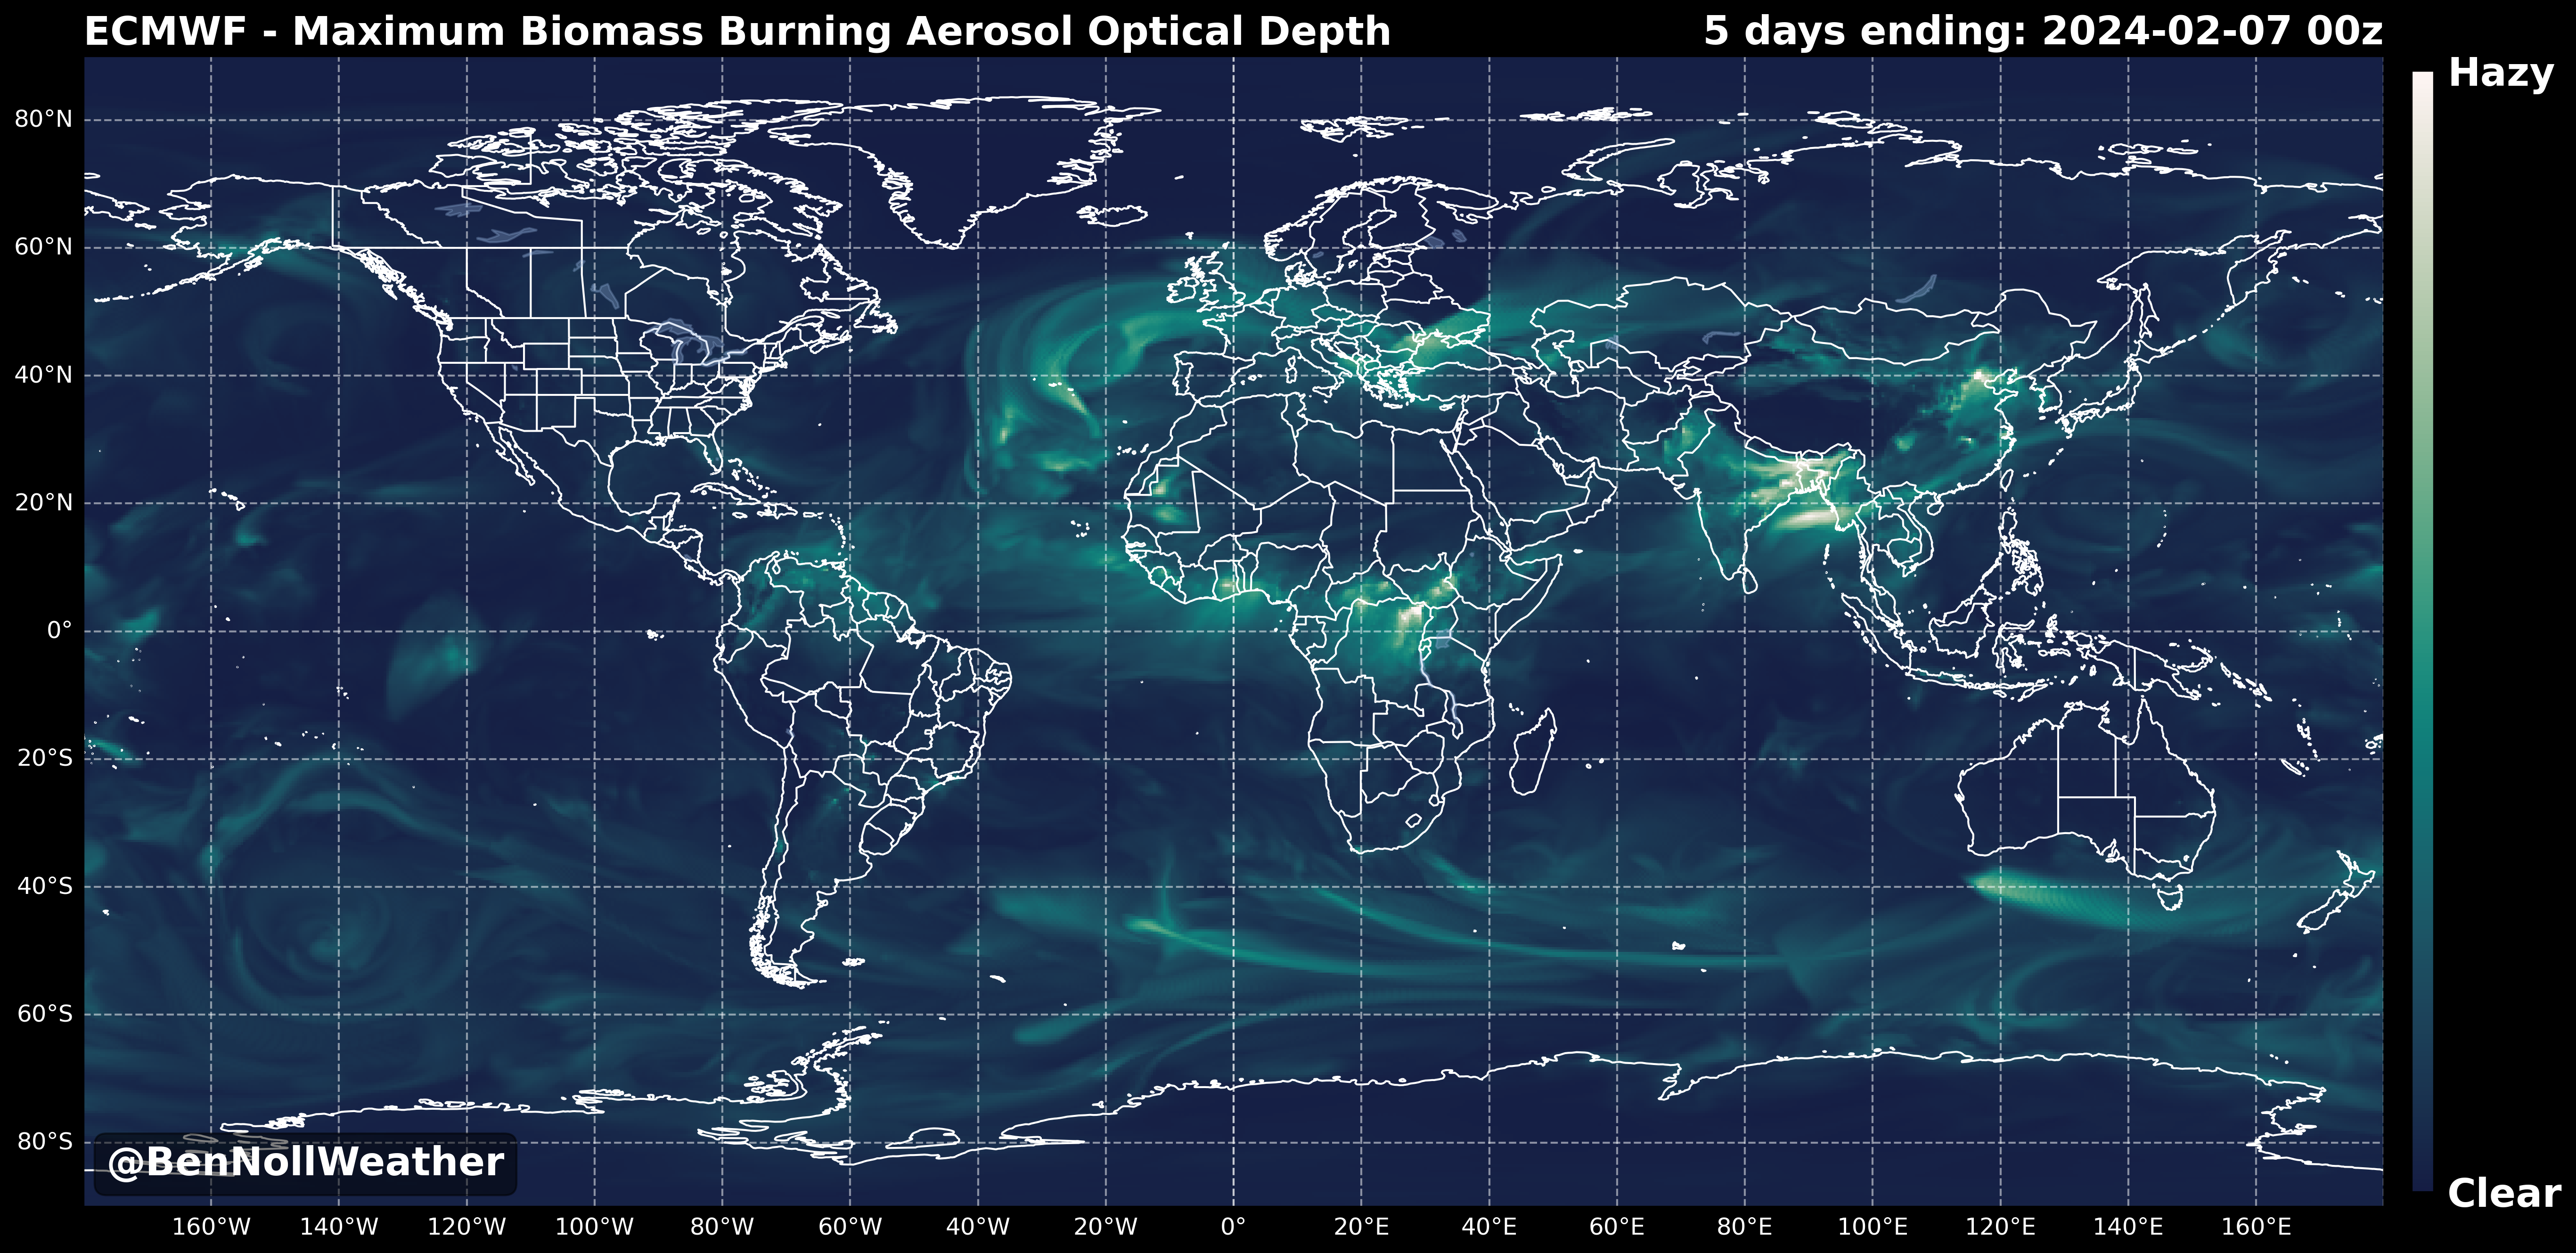 ECMWF - Maximum Biomass Burning Aerosol Optical Depth
5 days ending: 2024-02-07 00z
Hazy
80°N
60°N
40°N
20°N
0°
20°S
40°S
60°S
80°S
@BenNollWeather
Clear
160°W 140°W 120°W 100°W 80°W 60°W 40°W 20°W 0° 20°E 40°E 60°E 80°E 100°E 120°E 140°E 160°E